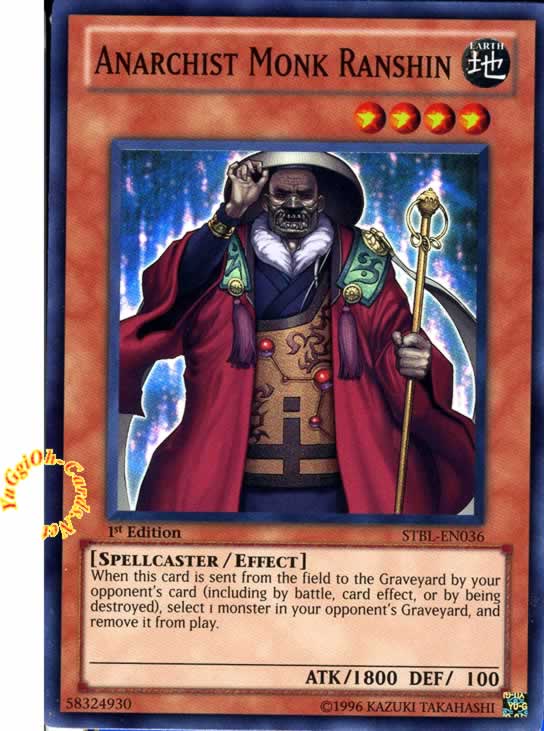 ANARCHIST MONK RANSHIN
EARTH
地
YuGgiOh-Cards.Net
1st Edition
STBL-EN036
[SPELLCASTER / EFFECT]
When this card is sent from the field to the Graveyard by your
opponent's card (including by battle, card effect, or by being
destroyed), select 1 monster in your opponent's Graveyard, and
remove it from play.
ATK/1800 DEF/ 100
58324930
©1996 KAZUKI TAKAHASHI